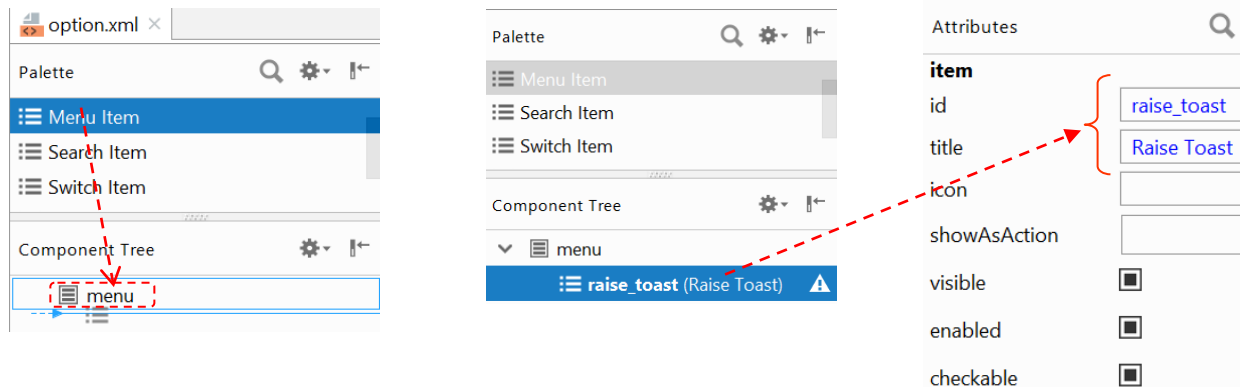 option.xml
Palette
Menu Item
Search Item
Switch Item
Component Tree
menu
Palette
Menu Item
Search Item
Switch Item
Component Tree
menu
raise_toast (Raise Toast)
Attributes
item
id raise_toast
title Raise Toast
icon
showAsAction
visible
enabled
checkable